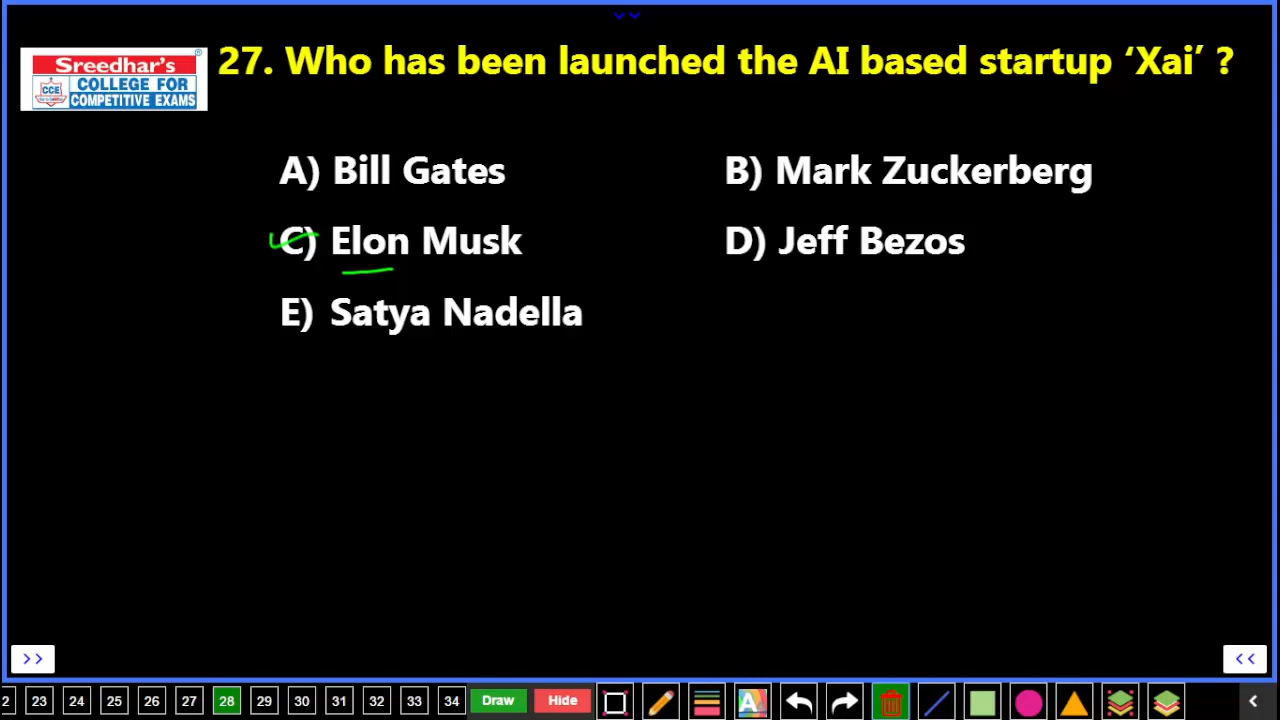 Sreedhar's
CCE
COLLEGE FOR
COMPETITIVE EXAMS
27. Who has been launched the AI based startup ‘Xai’ ?
A) Bill Gates
B) Mark Zuckerberg
C) Elon Musk
D) Jeff Bezos
E) Satya Nadella
>>
<<
2 23 24 25 26 27 28 29 30 31 32 33 34 Draw Hide A